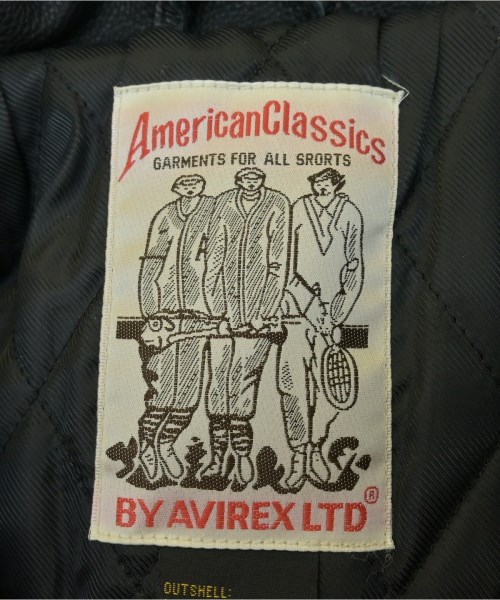 AmericanClassics
GARMENTS FOR ALL SRORTS
A
BY AVIREX LTD ®
OUTSHELL: